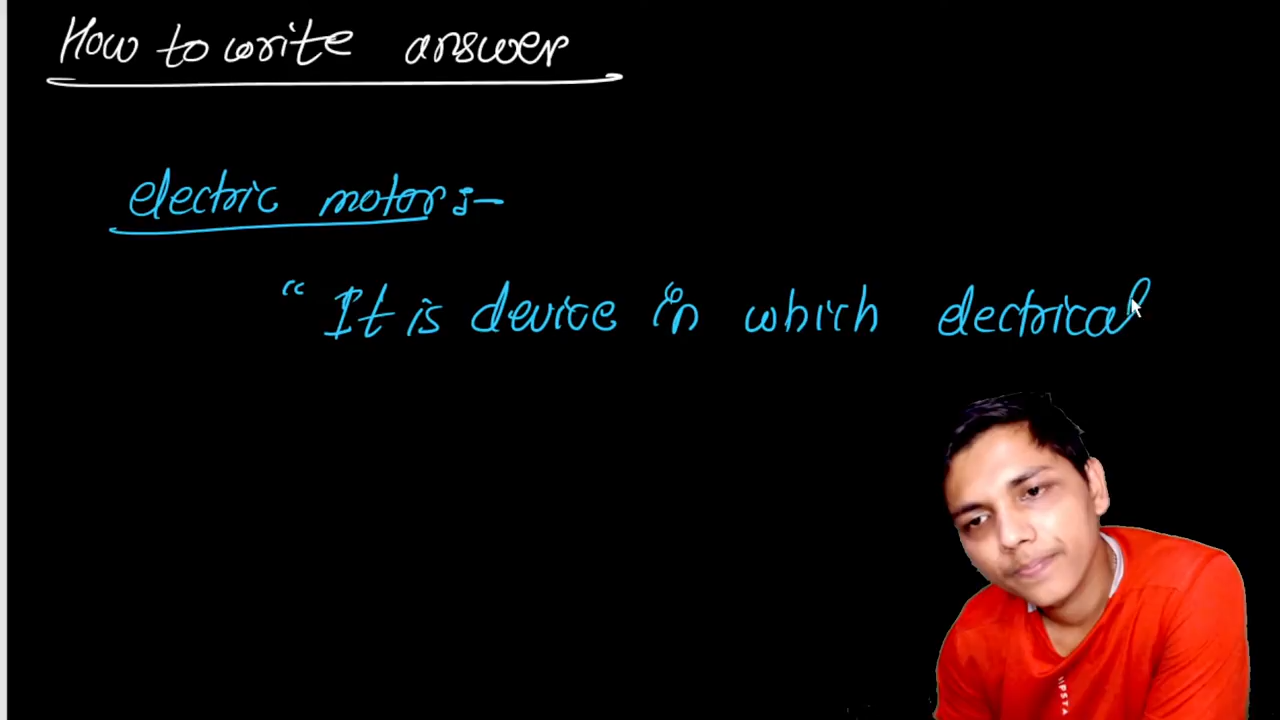 How to write answer
electric motor :-
“ It is device in which electrical